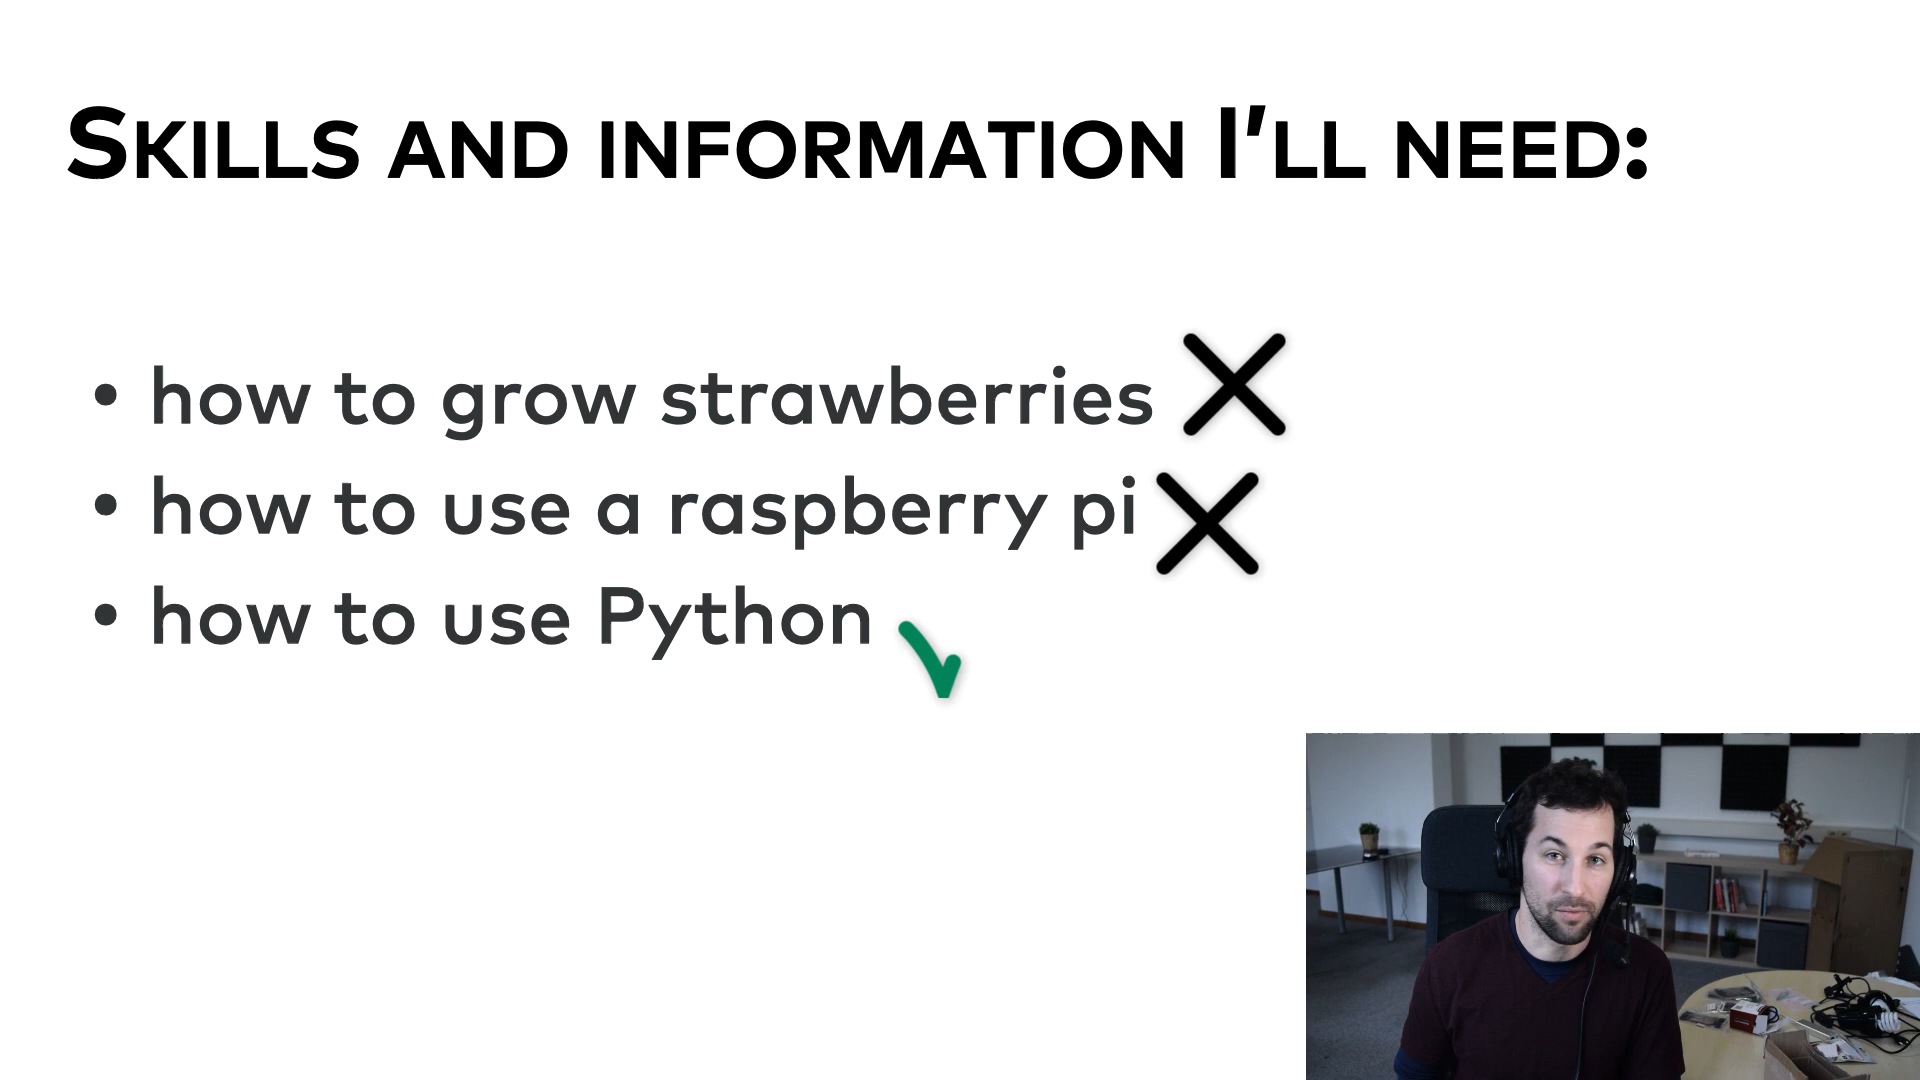 Skills and information I'll need:
• how to grow strawberries
• how to use a raspberry pi
• how to use Python